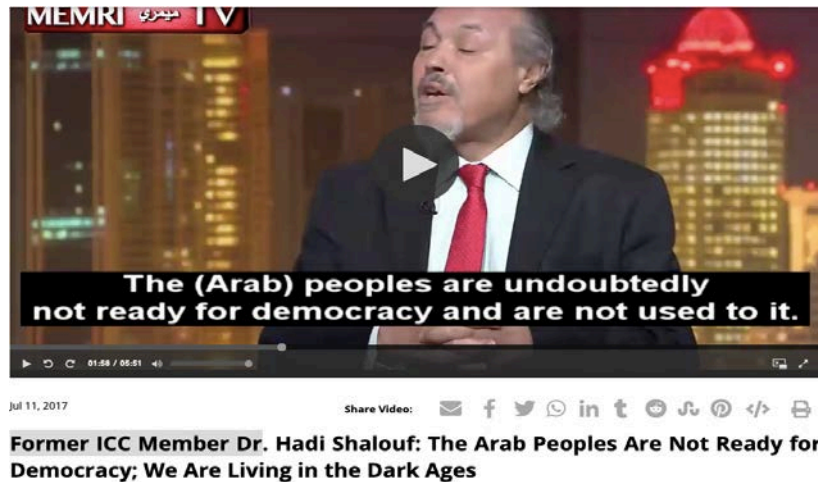 MEMRI ميمري TV
The (Arab) peoples are undoubtedly
not ready for democracy and are not used to it.
01:58 / 05:51
Jul 11, 2017
Share Video:
Former ICC Member Dr. Hadi Shalouf: The Arab Peoples Are Not Ready for
Democracy; We Are Living in the Dark Ages